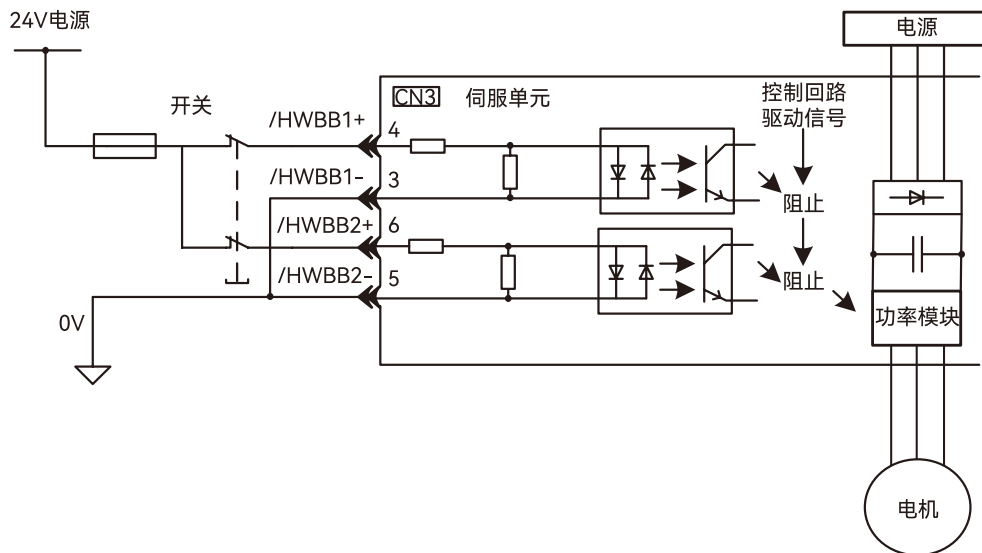 24V电源
电源
CN3 伺服单元
控制回路
驱动信号
开关
/HWBB1+
4
/HWBB1-
3
阻止
/HWBB2+
6
/HWBB2-
5
阻止
0V
功率模块
电机